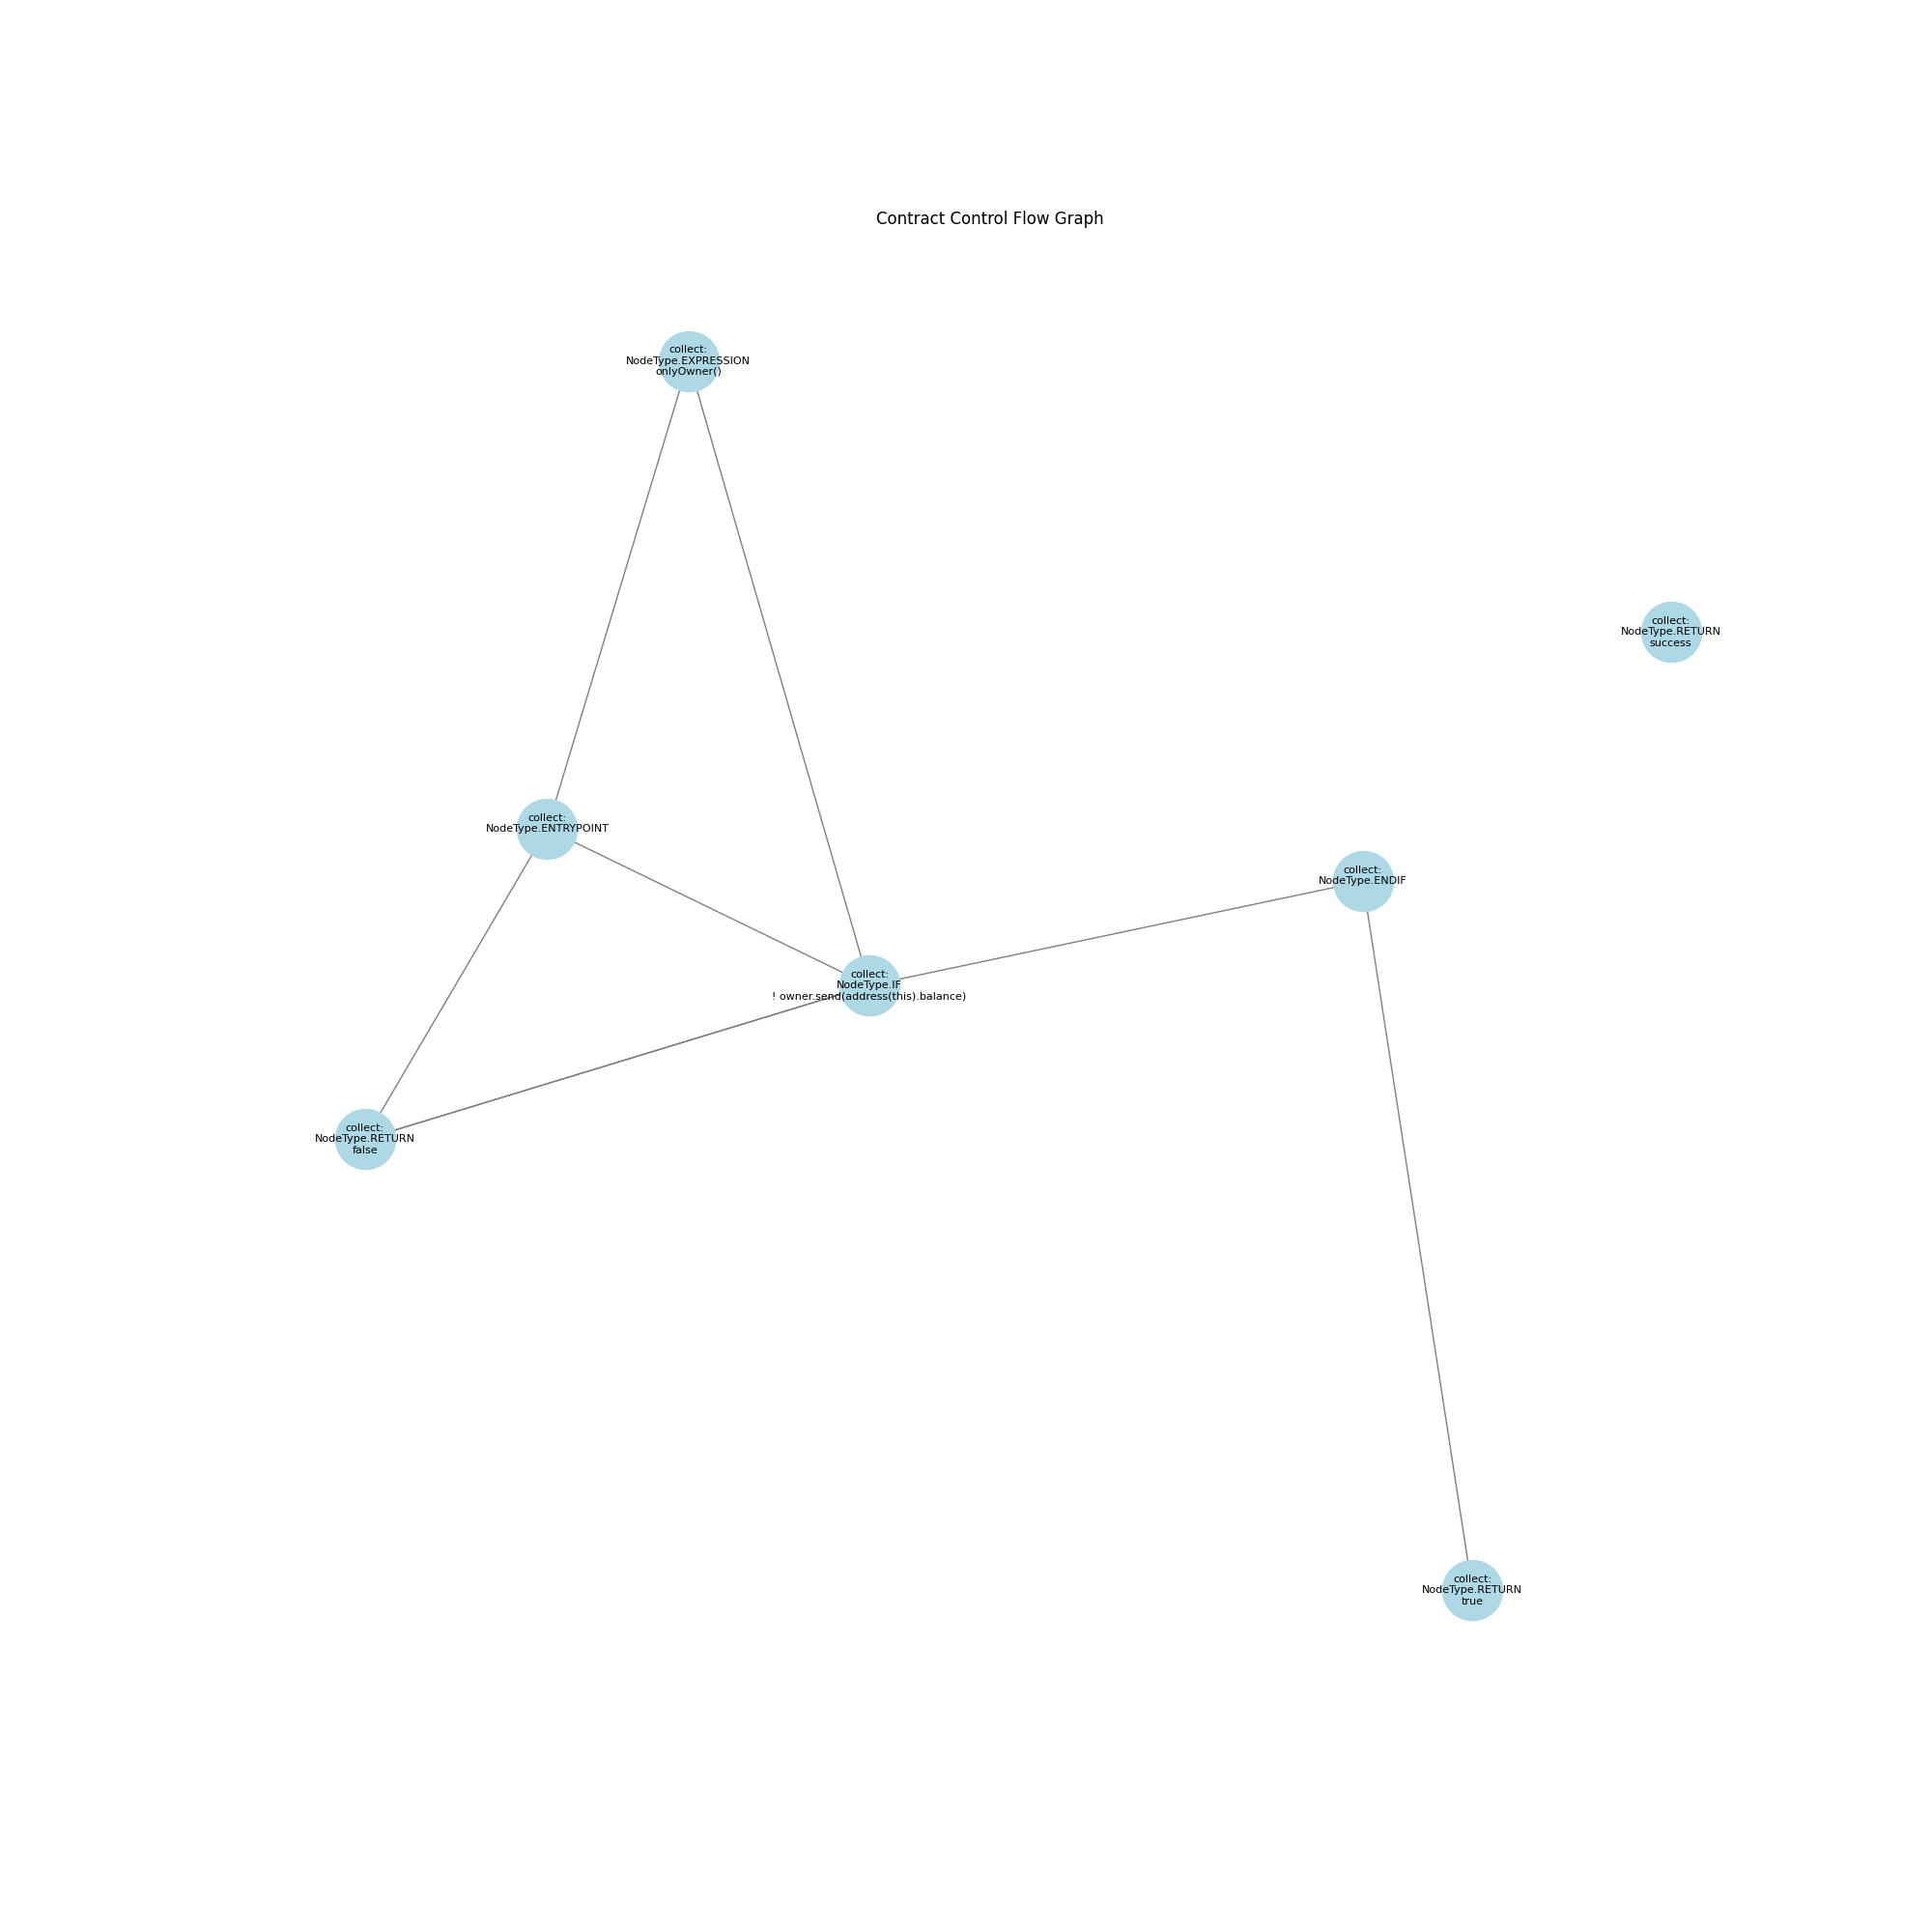 Contract Control Flow Graph
collect:
NodeType.EXPRESSION
onlyOwner()
collect:
NodeType.RETURN
success
collect:
NodeType.ENTRYPOINT
collect:
NodeType.ENDIF
collect:
NodeType.IF
! owner.send(address(this).balance)
collect:
NodeType.RETURN
false
collect:
NodeType.RETURN
true